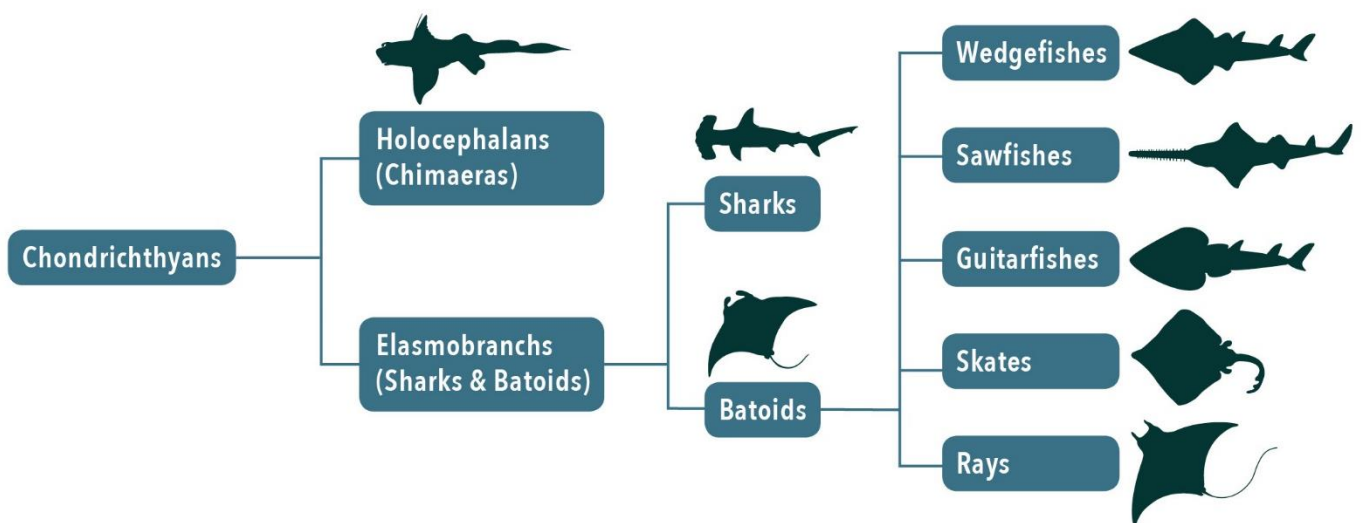 Chondrichthyans
Holocephalans
(Chimaeras)
Elasmobranchs
(Sharks & Batoids)
Sharks
Batoids
Wedgefishes
Sawfishes
Guitarfishes
Skates
Rays